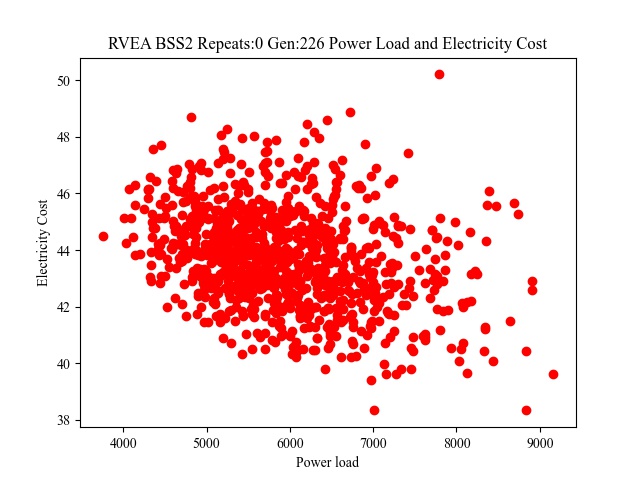 RVEA BSS2 Repeats:0 Gen:226 Power Load and Electricity Cost
50
48
46
44
42
40
38
Electricity Cost
4000 5000 6000 7000 8000 9000
Power load